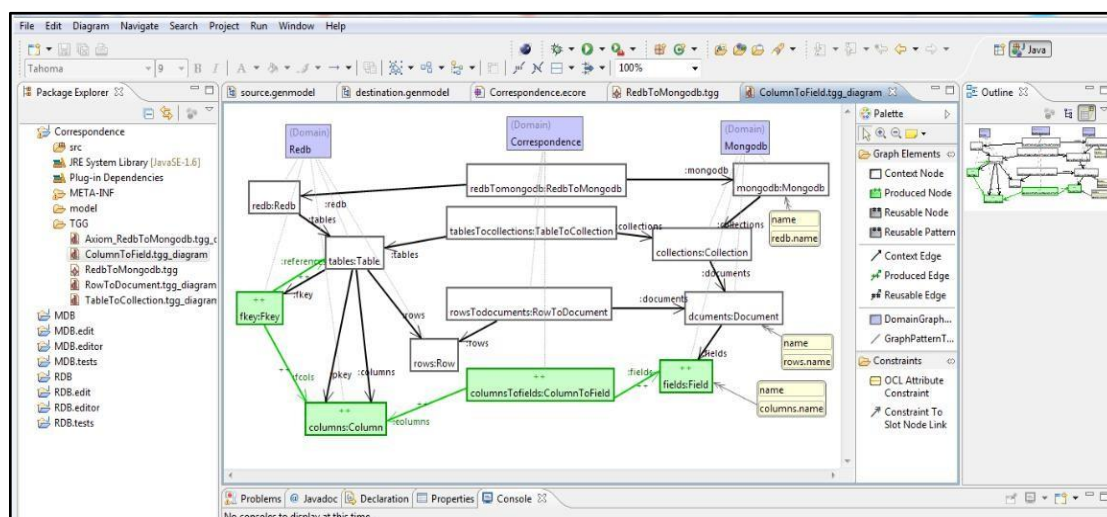 File Edit Diagram Navigate Search Project Run Window Help
Java
Tahoma 9 B I A 100%
Package Explorer
source.genmodel destination.genmodel Correspondence.ecore RedbToMongodb.tgg ColumnToField.tgg_diagram
Outline
Correspondence
src
JRE System Library [JavaSE-1.6]
Plug-in Dependencies
META-INF
model
TGG
Axiom_RedbToMongodb.tgg_c
ColumnToField.tgg_diagram
RedbToMongodb.tgg
RowToDocument.tgg_diagram
TableToCollection.tgg_diagram
MDB
MDB.edit
MDB.editor
MDB.tests
RDB
RDB.edit
RDB.editor
RDB.tests
(Domain)
Redb
(Domain)
Correspondence
(Domain)
Mongodb
:mongodb
redb:Redb
redbTomongodb:RedbToMongodb
mongodb:Mongodb
:redb
:tables
name
redb.name
tablesTocollections:TableToCollection
collections
:collections
:tables
tables:Table
collections:Collection
:references
++
:documents
:fkey
++
fkey:Fkey
:rows
rowsTodocuments:RowToDocument
:documents
dcuments:Document
:rows
rows:Row
name
rows.name
:fields
:fcols
++
:pkey
:columns
++
columnsTofields:ColumnToField
:fields
++
++
fields:Field
name
columns.name
++
:columns
++
columns:Column
Palette
Graph Elements
Context Node
Produced Node
Reusable Node
Reusable Pattern
Context Edge
Produced Edge
Reusable Edge
DomainGraph...
GraphPatternT...
Constraints
OCL Attribute
Constraint
Constraint To
Slot Node Link
Problems Javadoc Declaration Properties Console
No consoles to display at this time.